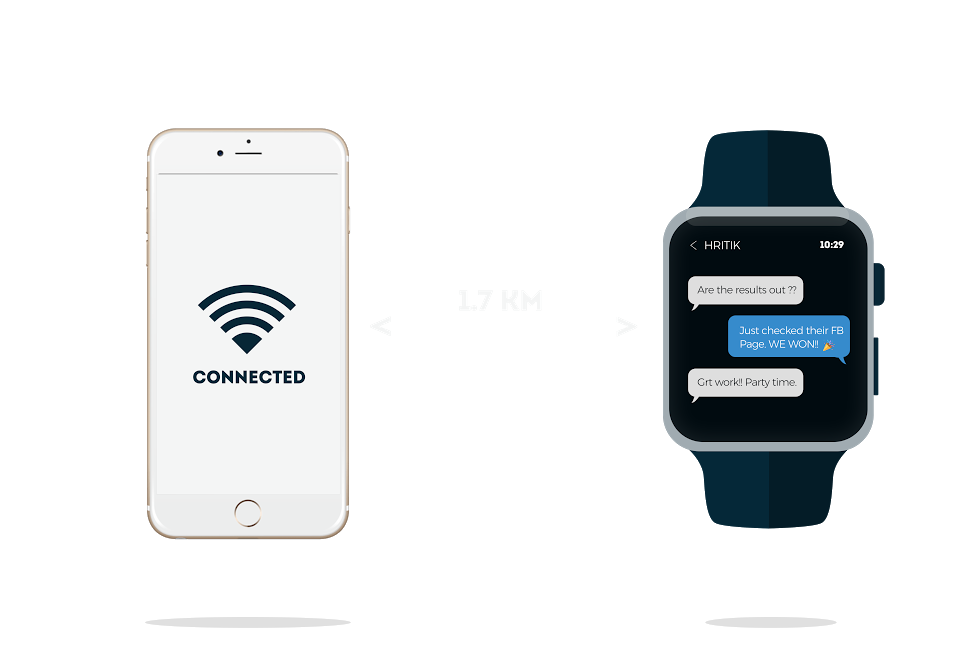 CONNECTED
1.7 KM
< >
< HRITIK 10:29
Are the results out ??
Just checked their FB
Page. WE WON!! 🎉
Grt work!! Party time.